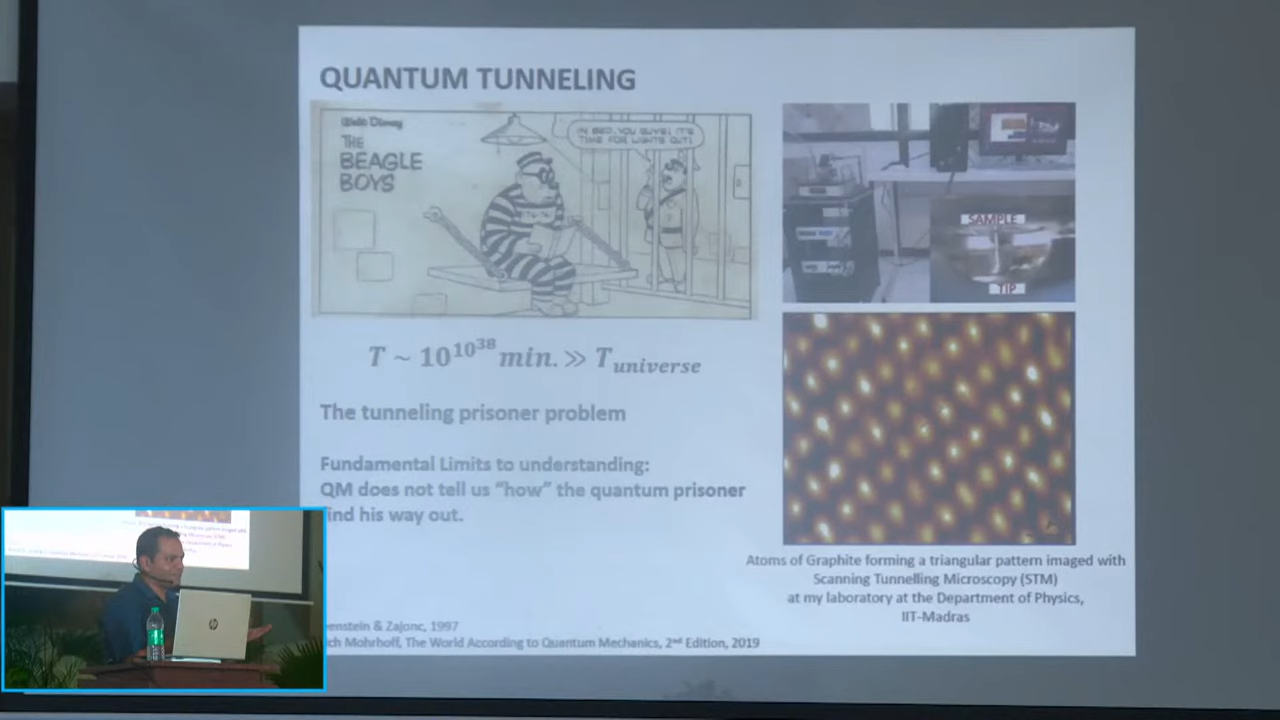 QUANTUM TUNNELING
Walt Disney
THE
BEAGLE
BOYS
IN BED, YOU GUYS! IT'S
TIME FOR LIGHTS OUT!
T ~ 10^10^38 min. ≫ T_universe
The tunneling prisoner problem
Fundamental Limits to understanding:
QM does not tell us "how" the quantum prisoner
find his way out.
enstein & Zajonc, 1997
ich Mohrhoff, The World According to Quantum Mechanics, 2nd Edition, 2019
SAMPLE
TIP
Atoms of Graphite forming a triangular pattern imaged with
Scanning Tunnelling Microscopy (STM)
at my laboratory at the Department of Physics,
IIT-Madras
hp